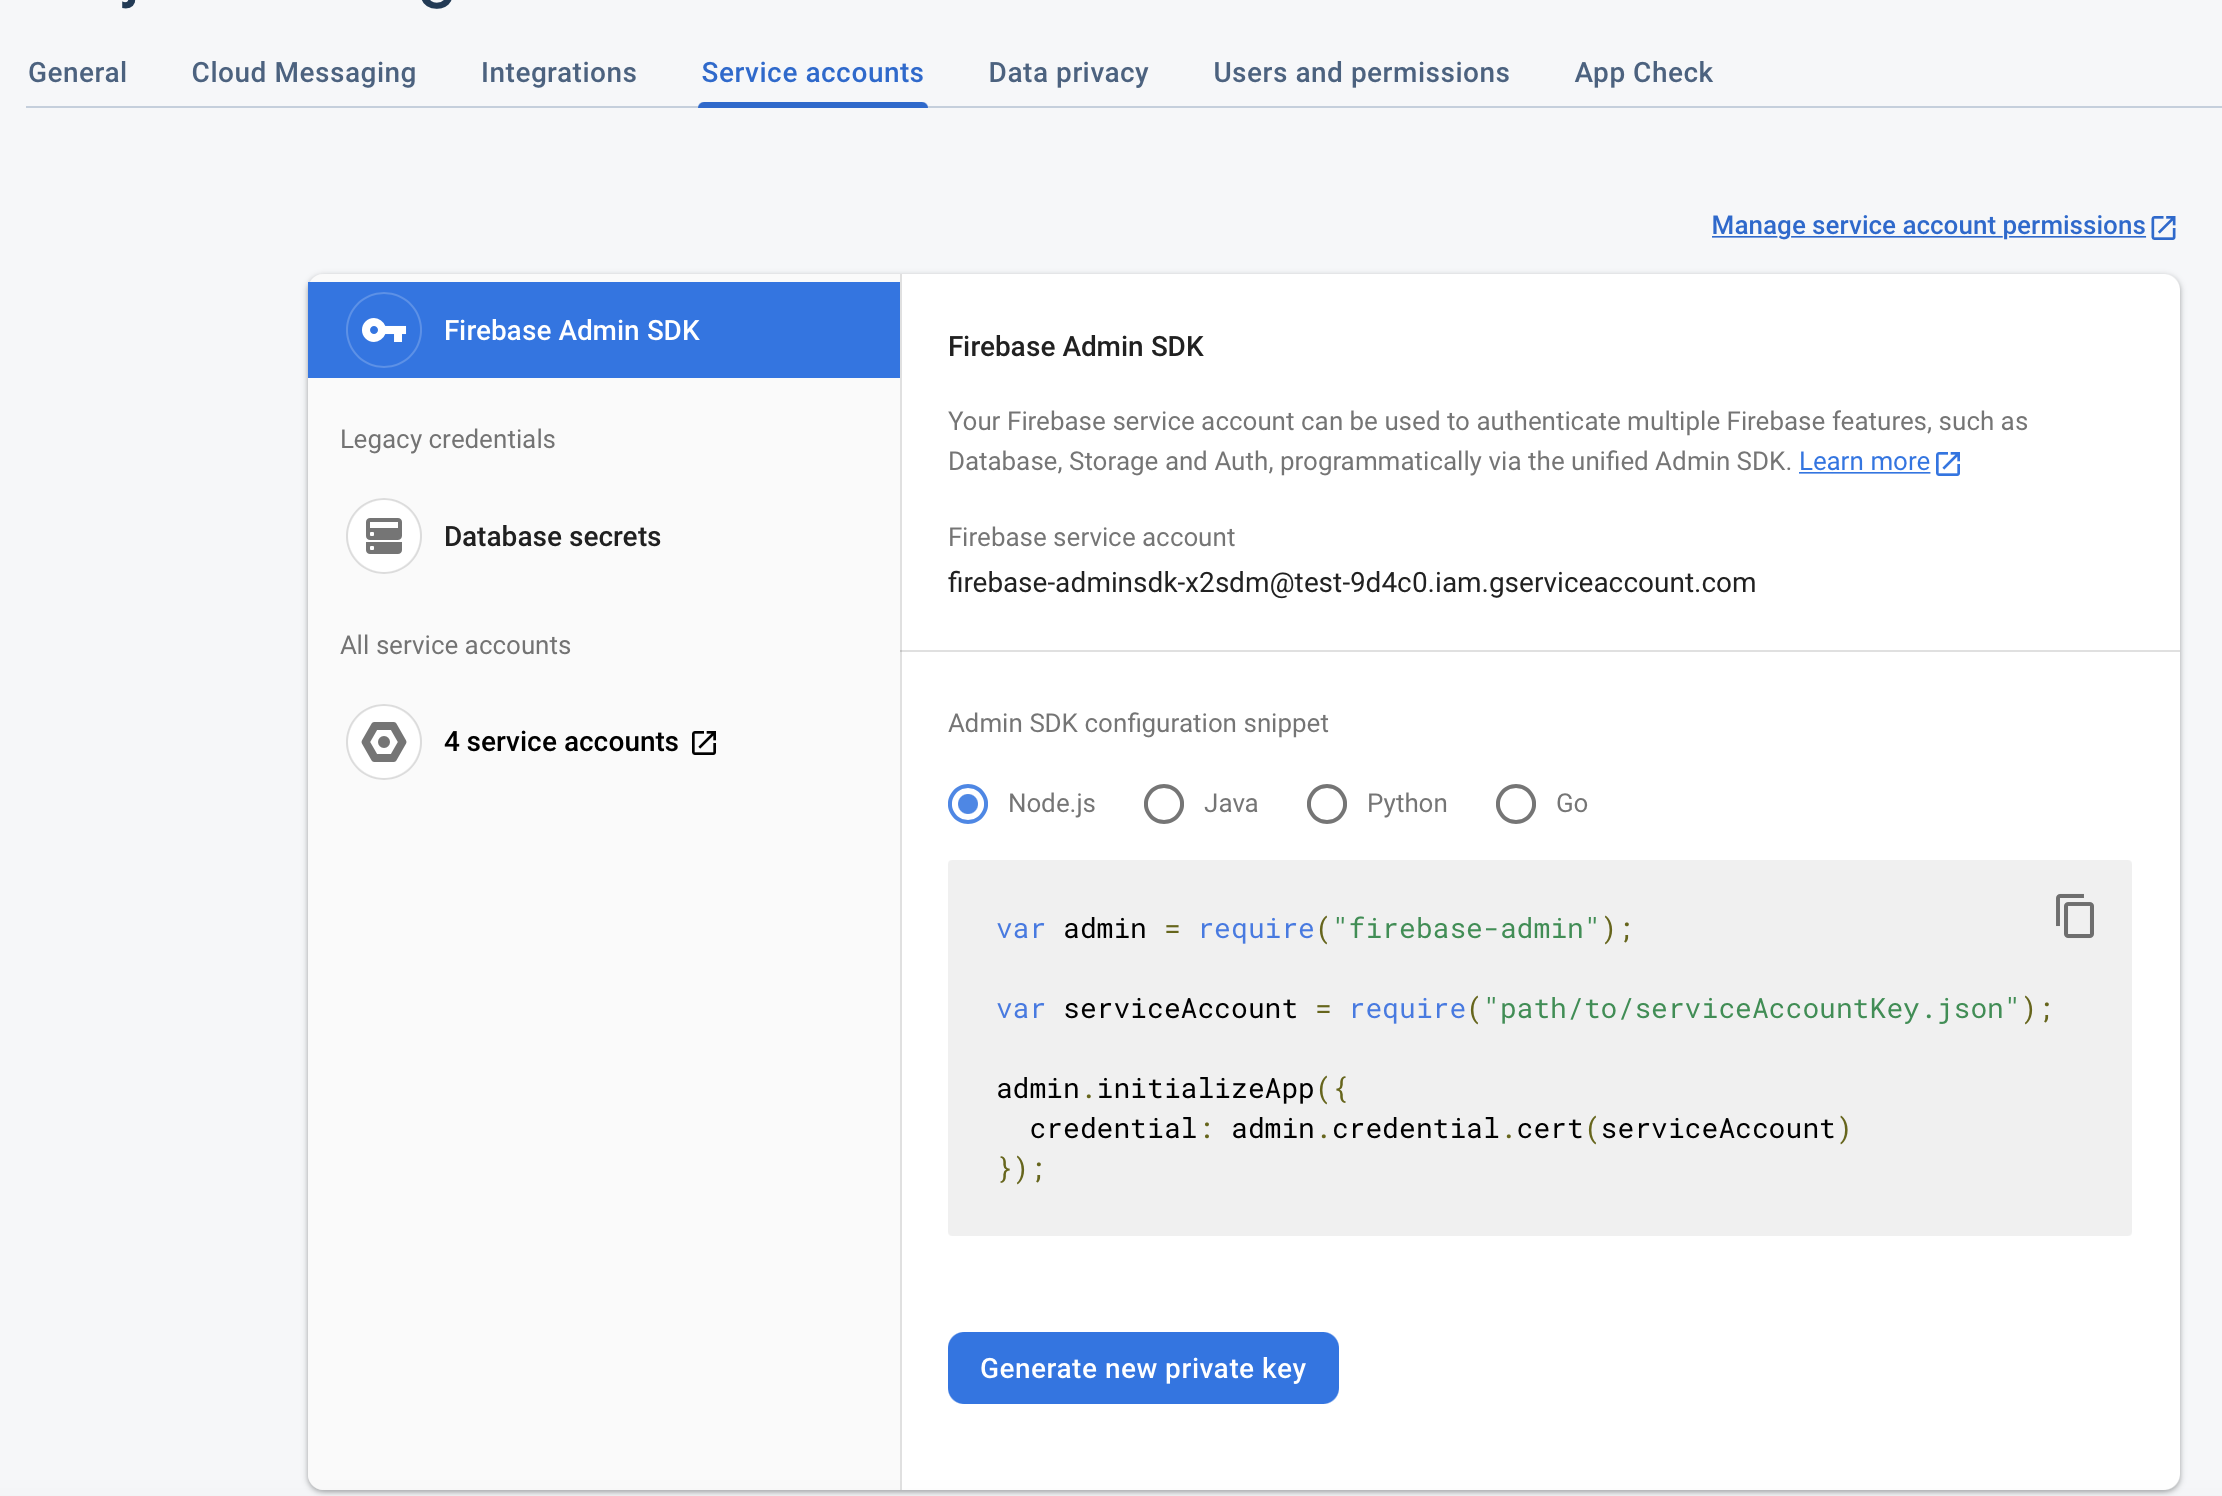 General Cloud Messaging Integrations Service accounts Data privacy Users and permissions App Check
Manage service account permissions
Firebase Admin SDK
Legacy credentials
Database secrets
All service accounts
4 service accounts
Firebase Admin SDK
Your Firebase service account can be used to authenticate multiple Firebase features, such as
Database, Storage and Auth, programmatically via the unified Admin SDK. Learn more
Firebase service account
firebase-adminsdk-x2sdm@test-9d4c0.iam.gserviceaccount.com
Admin SDK configuration snippet
Node.js Java Python Go
var admin = require("firebase-admin");
var serviceAccount = require("path/to/serviceAccountKey.json");
admin.initializeApp({
  credential: admin.credential.cert(serviceAccount)
});
Generate new private key